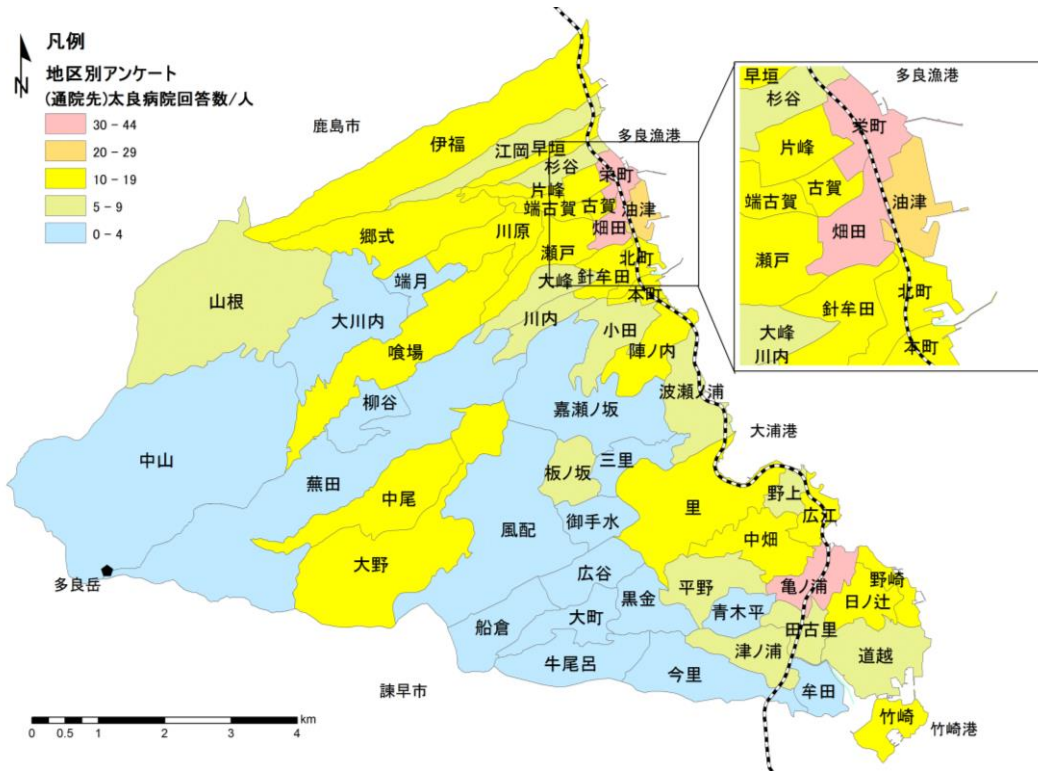 凡例
地区別アンケート
(通院先)太良病院回答数/人
30 - 44
20 - 29
10 - 19
5 - 9
0 - 4
N
鹿島市
多良漁港
伊福
江岡
早垣
杉谷
栄町
片峰
端古賀
古賀
油津
畑田
郷式
川原
瀬戸
北町
端月
大峰
針牟田
本町
山根
大川内
川内
小田
喰場
陣ノ内
柳谷
嘉瀬ノ坂
波瀬ノ浦
大浦港
中山
蕪田
中尾
板ノ坂
三里
里
野上
広江
風配
御手水
中畑
大野
多良岳
広谷
平野
亀ノ浦
野崎
日ノ辻
黒金
青木平
船倉
大町
田古里
津ノ浦
道越
牛尾呂
今里
牟田
諫早市
竹崎
竹崎港
km
0 0.5 1 2 3 4
早垣
多良漁港
杉谷
栄町
片峰
古賀
端古賀
油津
畑田
瀬戸
北町
針牟田
大峰
川内
本町